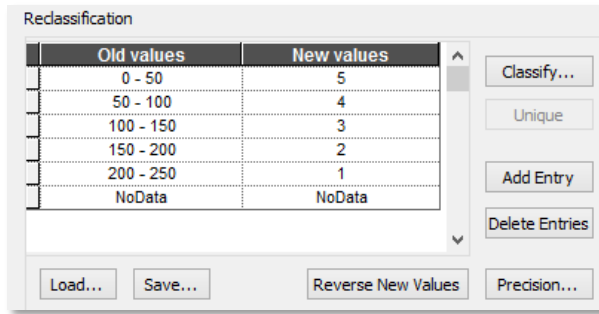 Reclassification
Old values New values
0 - 50 5
50 - 100 4
100 - 150 3
150 - 200 2
200 - 250 1
NoData NoData
Classify...
Unique
Add Entry
Delete Entries
Load... Save... Reverse New Values Precision...